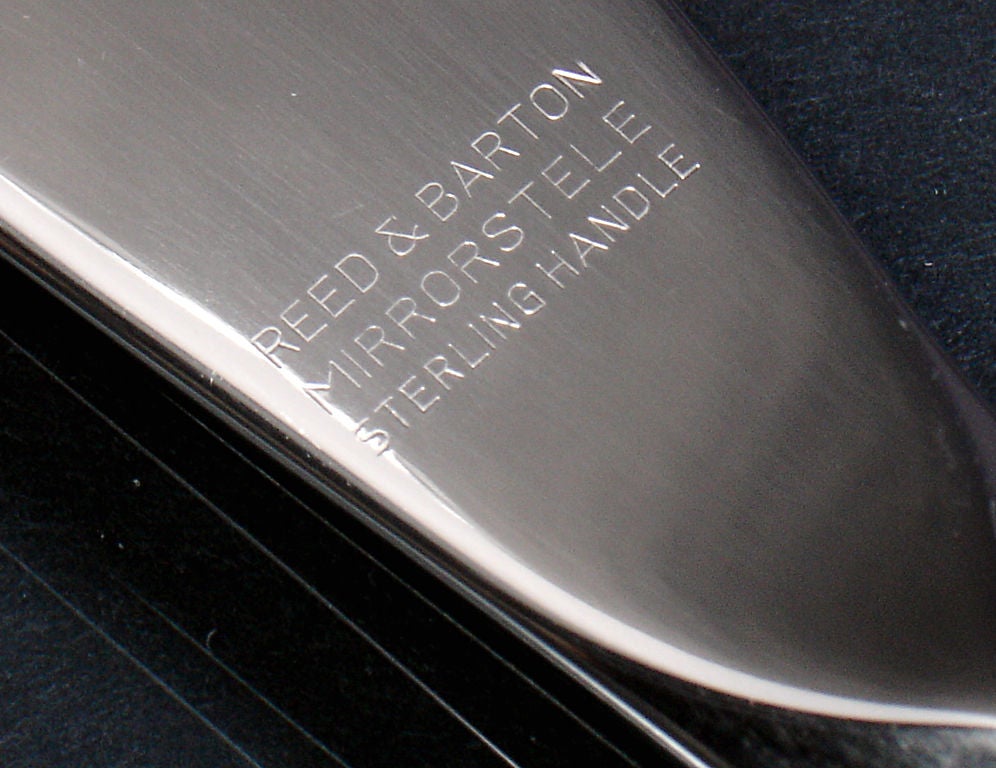 REED & BARTON
MIRRORSTELE
STERLING HANDLE